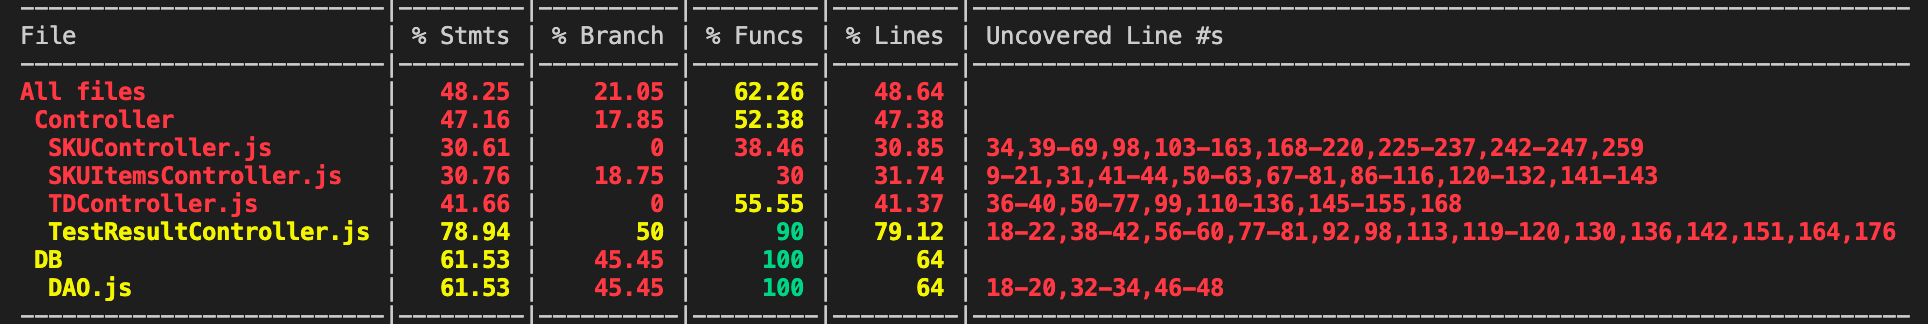 File | % Stmts | % Branch | % Funcs | % Lines | Uncovered Line #s
All files | 48.25 | 21.05 | 62.26 | 48.64 |
Controller | 47.16 | 17.85 | 52.38 | 47.38 |
SKUController.js | 30.61 | 0 | 38.46 | 30.85 | 34,39-69,98,103-163,168-220,225-237,242-247,259
SKUItemsController.js | 30.76 | 18.75 | 30 | 31.74 | 9-21,31,41-44,50-63,67-81,86-116,120-132,141-143
TDController.js | 41.66 | 0 | 55.55 | 41.37 | 36-40,50-77,99,110-136,145-155,168
TestResultController.js | 78.94 | 50 | 90 | 79.12 | 18-22,38-42,56-60,77-81,92,98,113,119-120,130,136,142,151,164,176
DB | 61.53 | 45.45 | 100 | 64 |
DAO.js | 61.53 | 45.45 | 100 | 64 | 18-20,32-34,46-48